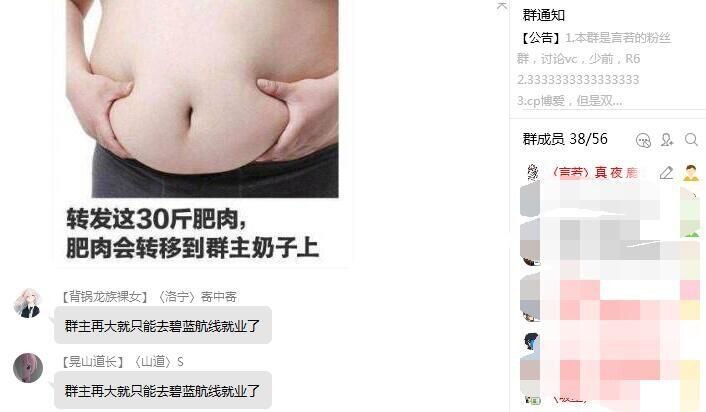 转发这30斤肥肉，
肥肉会转移到群主奶子上
【背锅龙族裸女】〈洛宁〉寄中寄
群主再大就只能去碧蓝航线就业了
【晃山道长】〈山道〉S
群主再大就只能去碧蓝航线就业了
群通知
【公告】1.本群是言若的粉丝
群，讨论vc，少前，R6
2.3333333333333333
3.cp博爱，但是双...
群成员 38/56
〈言若〉真夜